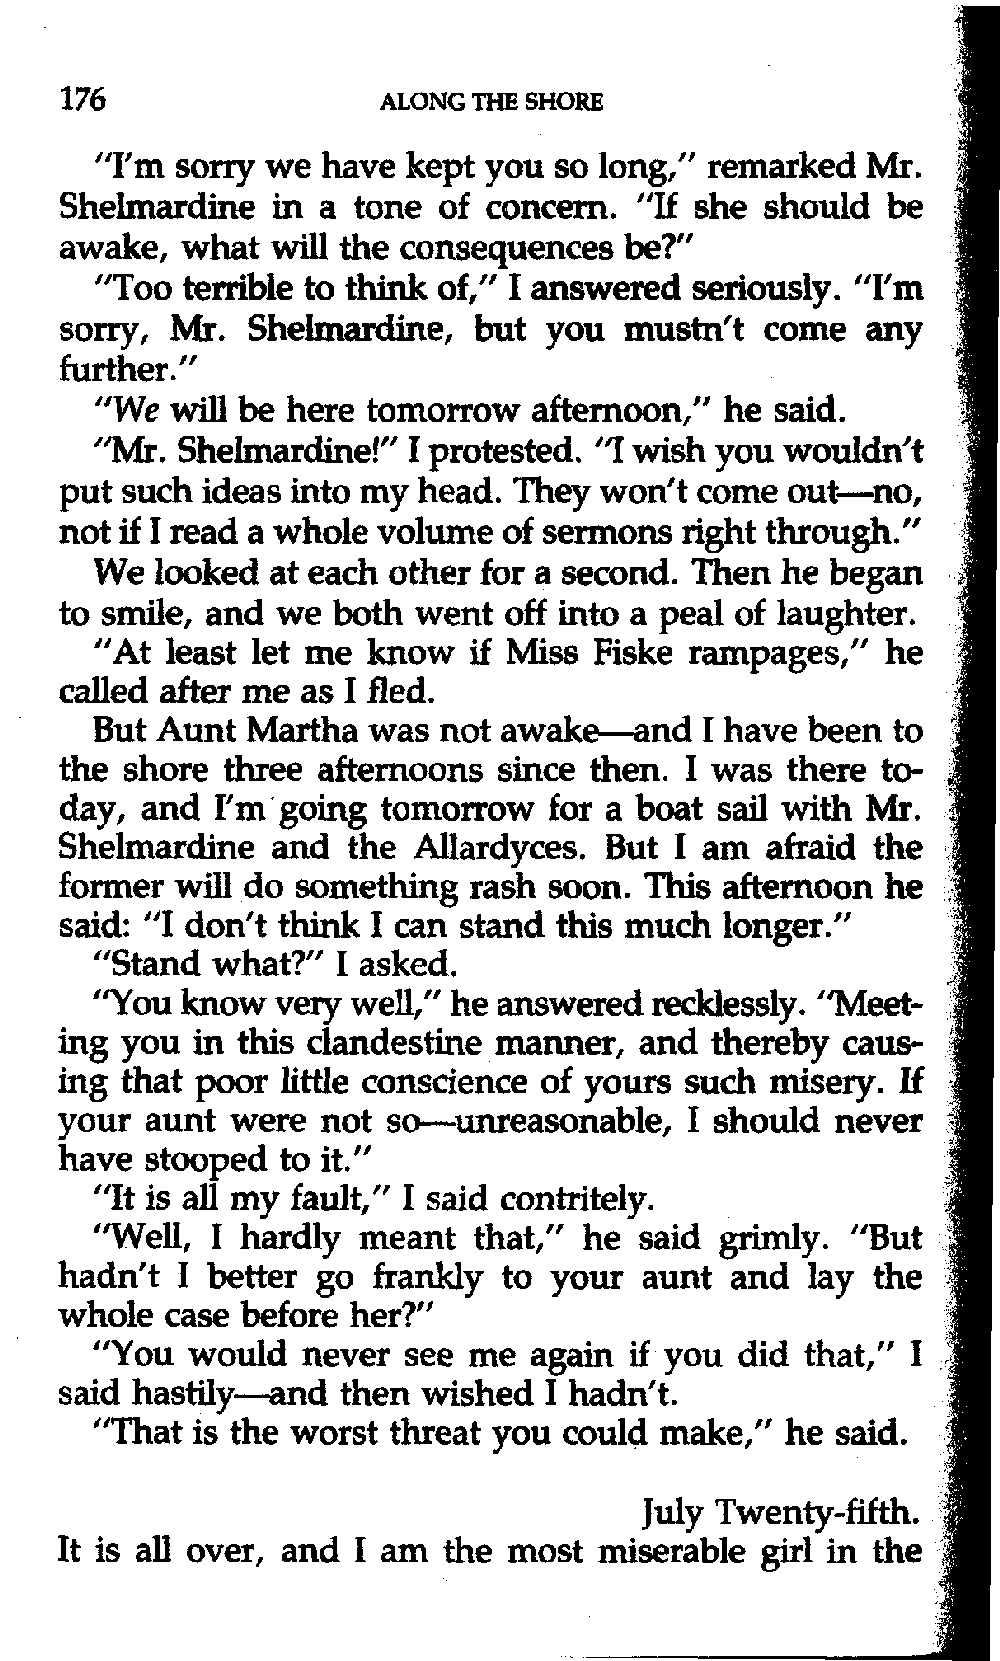 176 ALONG THE SHORE
"I'm sorry we have kept you so long," remarked Mr.
Shelmardine in a tone of concern. "If she should be
awake, what will the consequences be?"
"Too terrible to think of," I answered seriously. "I'm
sorry, Mr. Shelmardine, but you mustn't come any
further."
"We will be here tomorrow afternoon," he said.
"Mr. Shelmardine!" I protested. "I wish you wouldn't
put such ideas into my head. They won't come out—no,
not if I read a whole volume of sermons right through."
We looked at each other for a second. Then he began
to smile, and we both went off into a peal of laughter.
"At least let me know if Miss Fiske rampages," he
called after me as I fled.
But Aunt Martha was not awake—and I have been to
the shore three afternoons since then. I was there to-
day, and I'm going tomorrow for a boat sail with Mr.
Shelmardine and the Allardyces. But I am afraid the
former will do something rash soon. This afternoon he
said: "I don't think I can stand this much longer."
"Stand what?" I asked.
"You know very well," he answered recklessly. "Meet-
ing you in this clandestine manner, and thereby caus-
ing that poor little conscience of yours such misery. If
your aunt were not so—unreasonable, I should never
have stooped to it."
"It is all my fault," I said contritely.
"Well, I hardly meant that," he said grimly. "But
hadn't I better go frankly to your aunt and lay the
whole case before her?"
"You would never see me again if you did that," I
said hastily—and then wished I hadn't.
"That is the worst threat you could make," he said.
July Twenty-fifth.
It is all over, and I am the most miserable girl in the